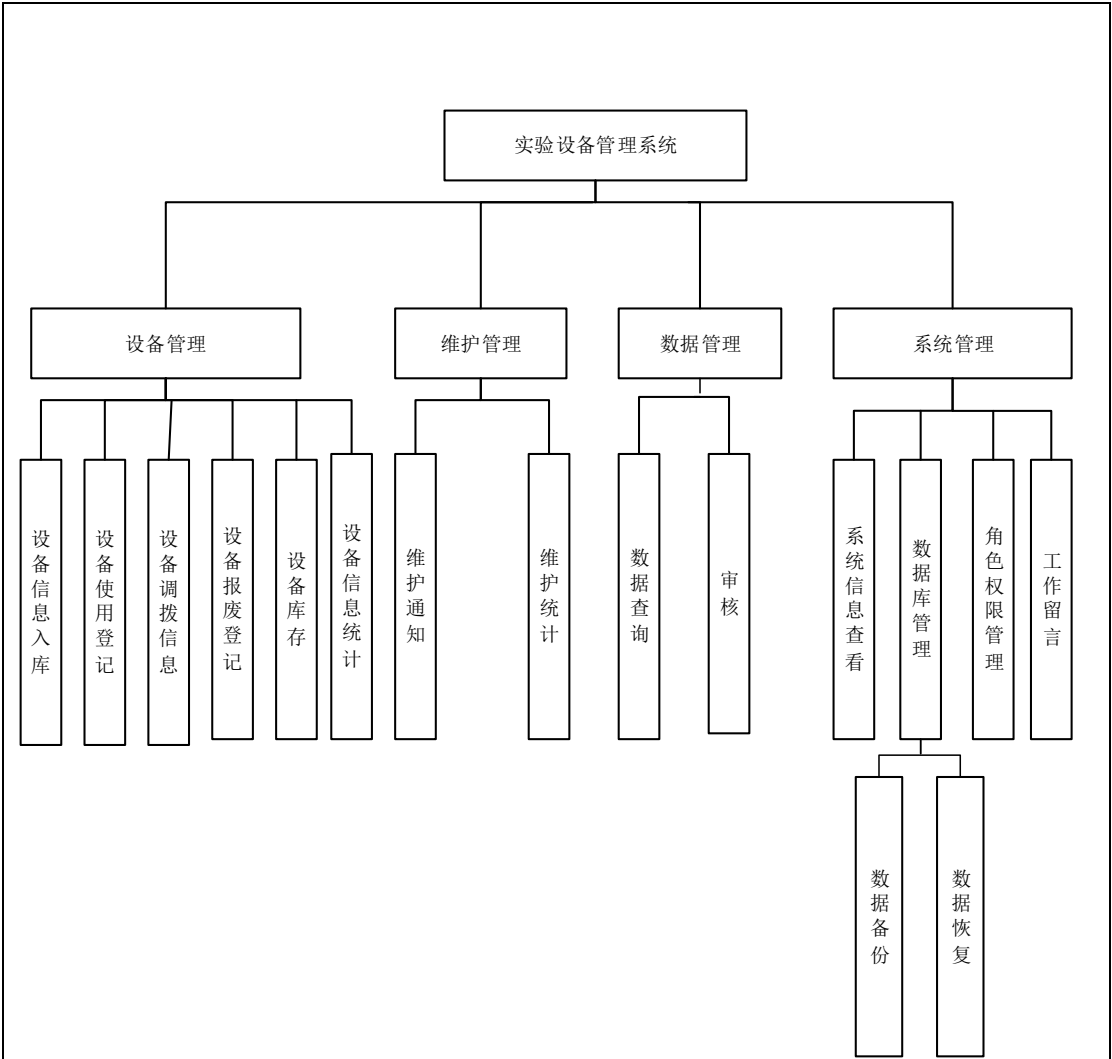 实验设备管理系统
设备管理
维护管理
数据管理
系统管理
设备信息入库
设备使用登记
设备调拨信息
设备报废登记
设备库存
设备信息统计
维护通知
维护统计
数据查询
审核
系统信息查看
数据库管理
角色权限管理
工作留言
数据备份
数据恢复